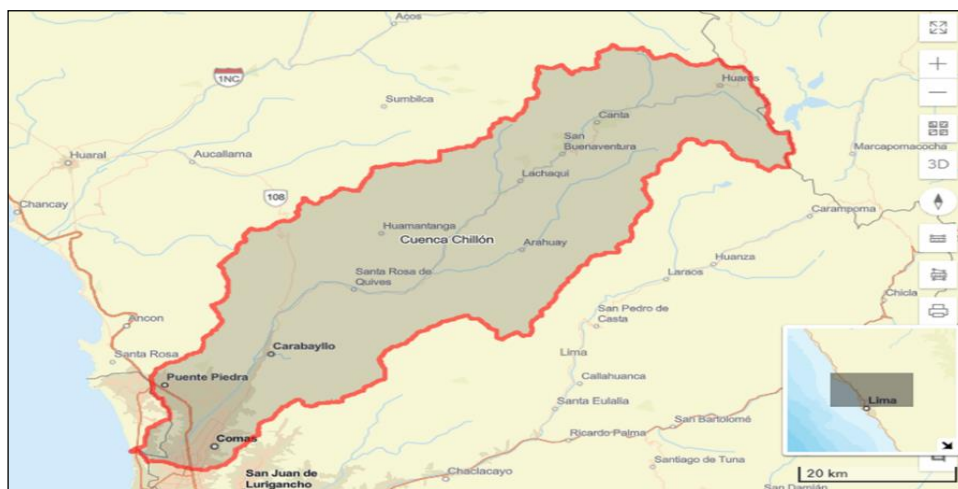 Acos
1NC
Sumbilca
Huaros
Canta
San
Buenaventura
Marcapomacocha
3D
Huaral
Aucallama
Lachaqui
108
Chancay
Carampoma
Huamantanga
Cuenca Chillón
Arahuay
Huanza
Santa Rosa de
Quives
Laraos
Chicla
San Pedro de
Casta
Ancon
Santa Rosa
Carabayllo
Lima
Puente Piedra
Callahuanca
Lima
Santa Eulalia
San Bartolomé
Comas
Ricardo Palma
San Juan de
Lurigancho
Chaclacayo
Santiago de Tuna
20 km
San Damián